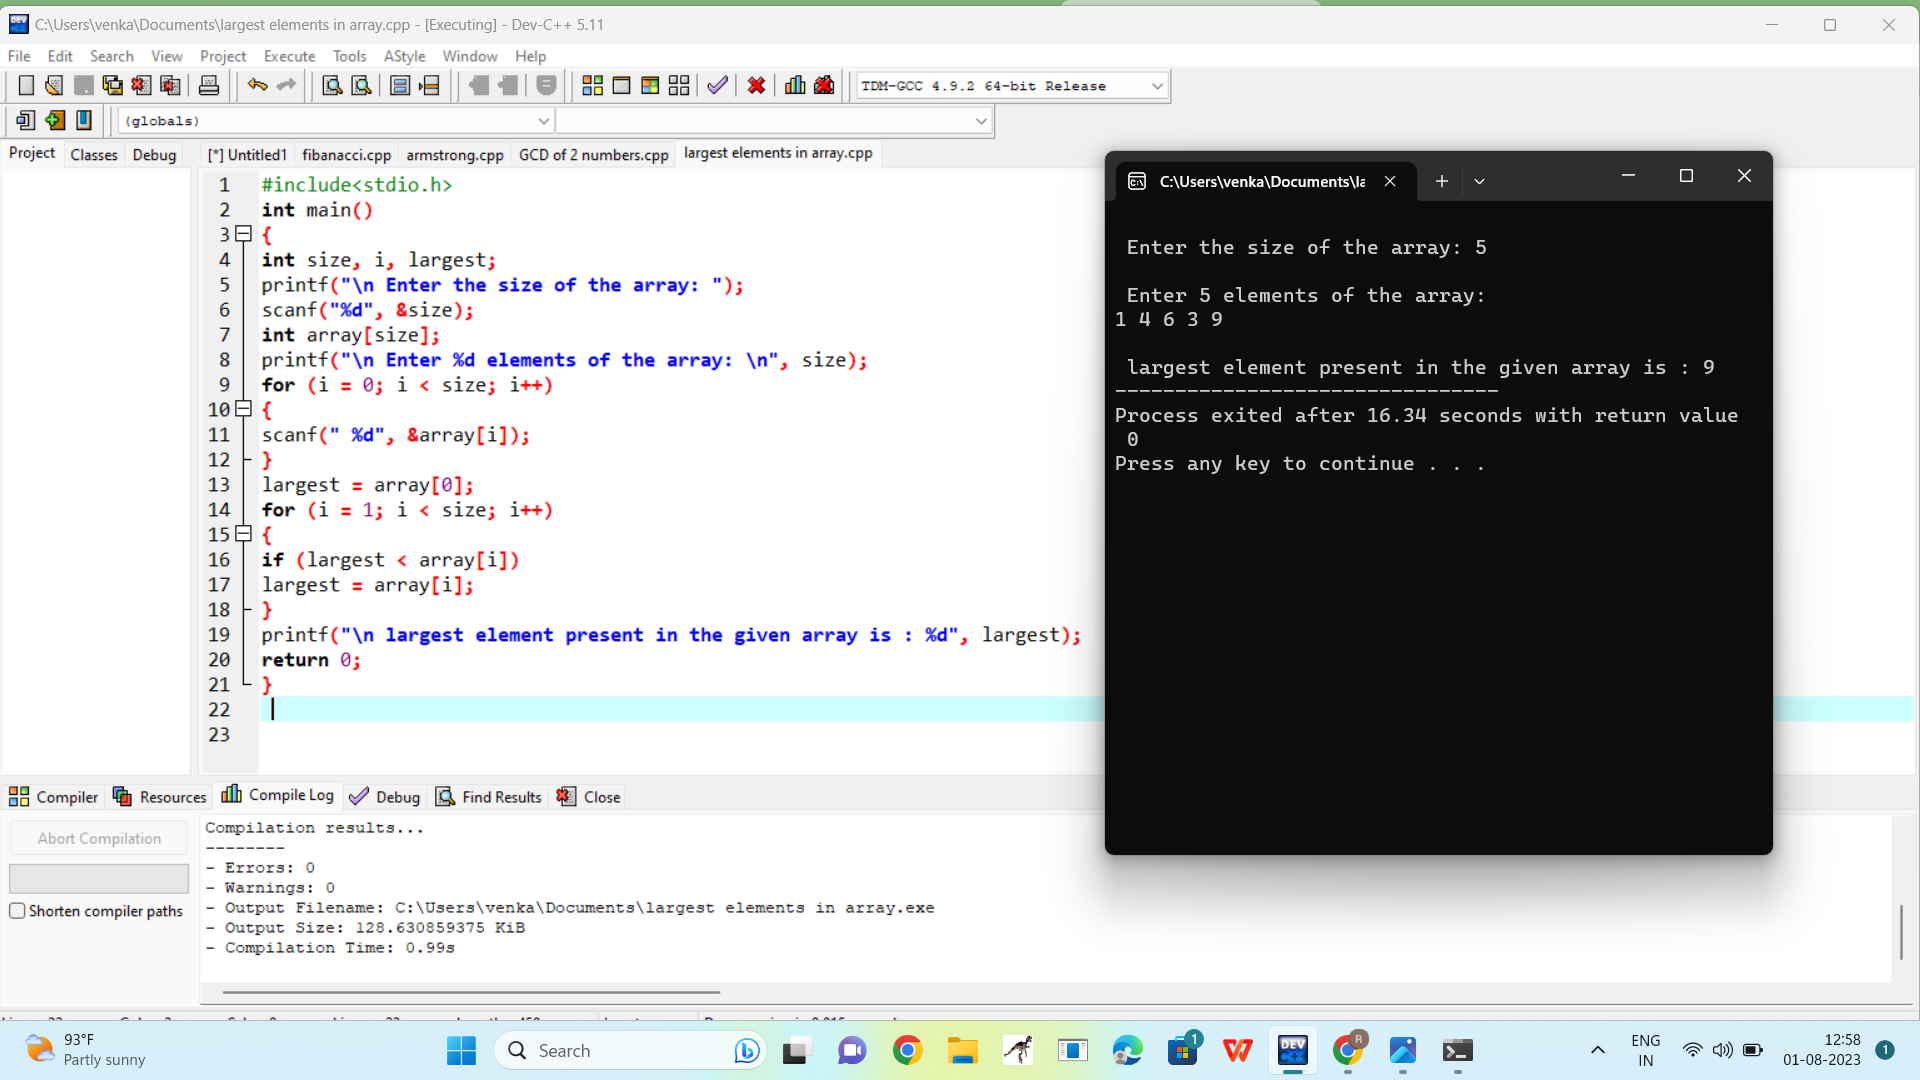 C:\Users\venka\Documents\largest elements in array.cpp - [Executing] - Dev-C++ 5.11
File Edit Search View Project Execute Tools AStyle Window Help
TDM-GCC 4.9.2 64-bit Release
(globals)
Project Classes Debug
[*] Untitled1 fibanacci.cpp armstrong.cpp GCD of 2 numbers.cpp largest elements in array.cpp
1 #include<stdio.h>
2 int main()
3 {
4 int size, i, largest;
5 printf("\n Enter the size of the array: ");
6 scanf("%d", &size);
7 int array[size];
8 printf("\n Enter %d elements of the array: \n", size);
9 for (i = 0; i < size; i++)
10 {
11 scanf(" %d", &array[i]);
12 }
13 largest = array[0];
14 for (i = 1; i < size; i++)
15 {
16 if (largest < array[i])
17 largest = array[i];
18 }
19 printf("\n largest element present in the given array is : %d", largest);
20 return 0;
21 }
22
23
C:\Users\venka\Documents\la
Enter the size of the array: 5
Enter 5 elements of the array:
1 4 6 3 9
largest element present in the given array is : 9
--------------------------------
Process exited after 16.34 seconds with return value
0
Press any key to continue . . .
Compiler Resources Compile Log Debug Find Results Close
Abort Compilation
Shorten compiler paths
Compilation results...
--------
- Errors: 0
- Warnings: 0
- Output Filename: C:\Users\venka\Documents\largest elements in array.exe
- Output Size: 128.630859375 KiB
- Compilation Time: 0.99s
93°F
Partly sunny
Search
1
DEV
C++
R
ENG
IN
12:58
01-08-2023
1